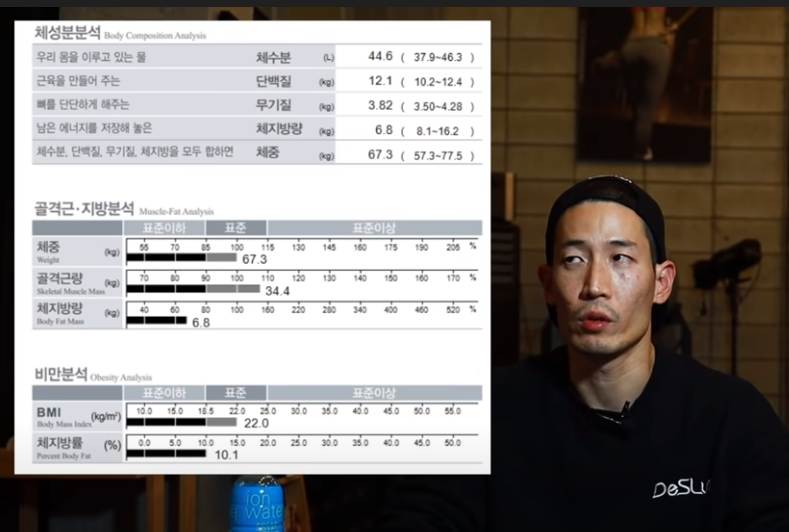 체성분분석 Body Composition Analysis
우리 몸을 이루고 있는 물 체수분 (L) 44.6 ( 37.9~46.3 )
근육을 만들어 주는 단백질 (kg) 12.1 ( 10.2~12.4 )
뼈를 단단하게 해주는 무기질 (kg) 3.82 ( 3.50~4.28 )
남은 에너지를 저장해 놓은 체지방량 (kg) 6.8 ( 8.1~16.2 )
체수분, 단백질, 무기질, 체지방을 모두 합하면 체중 (kg) 67.3 ( 57.3~77.5 )
골격근·지방분석 Muscle-Fat Analysis
표준이하 표준 표준이상
체중 (kg) 55 70 85 100 115 130 145 160 175 190 205 %
Weight 67.3
골격근량 (kg) 70 80 90 100 110 120 130 140 150 160 170 %
Skeletal Muscle Mass 34.4
체지방량 (kg) 40 60 80 100 160 220 280 340 400 460 520 %
Body Fat Mass 6.8
비만분석 Obesity Analysis
표준이하 표준 표준이상
BMI (kg/m²) 10.0 15.0 18.5 22.0 25.0 30.0 35.0 40.0 45.0 50.0 55.0
Body Mass Index 22.0
체지방률 (%) 0.0 5.0 10.0 15.0 20.0 25.0 30.0 35.0 40.0 45.0 50.0
Percent Body Fat 10.1
ion
Water